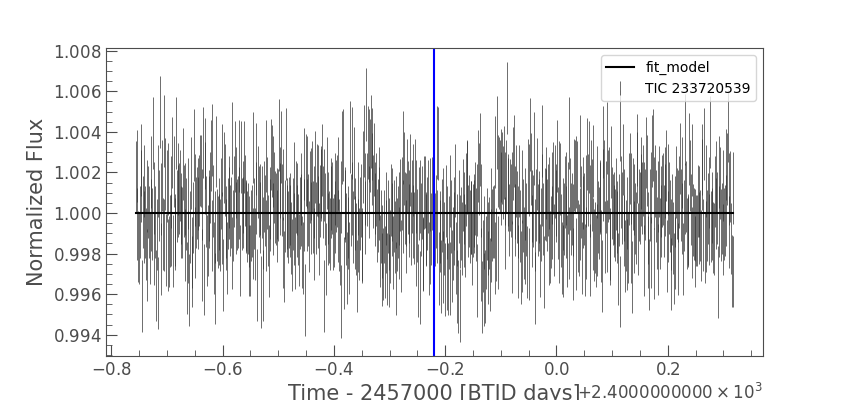 1.008
1.006
1.004
1.002
1.000
0.998
0.996
0.994
Normalized Flux
fit_model
TIC 233720539
−0.8 −0.6 −0.4 −0.2 0.0 0.2
Time - 2457000 [BTJD days]
+2.4000000000 × 10³